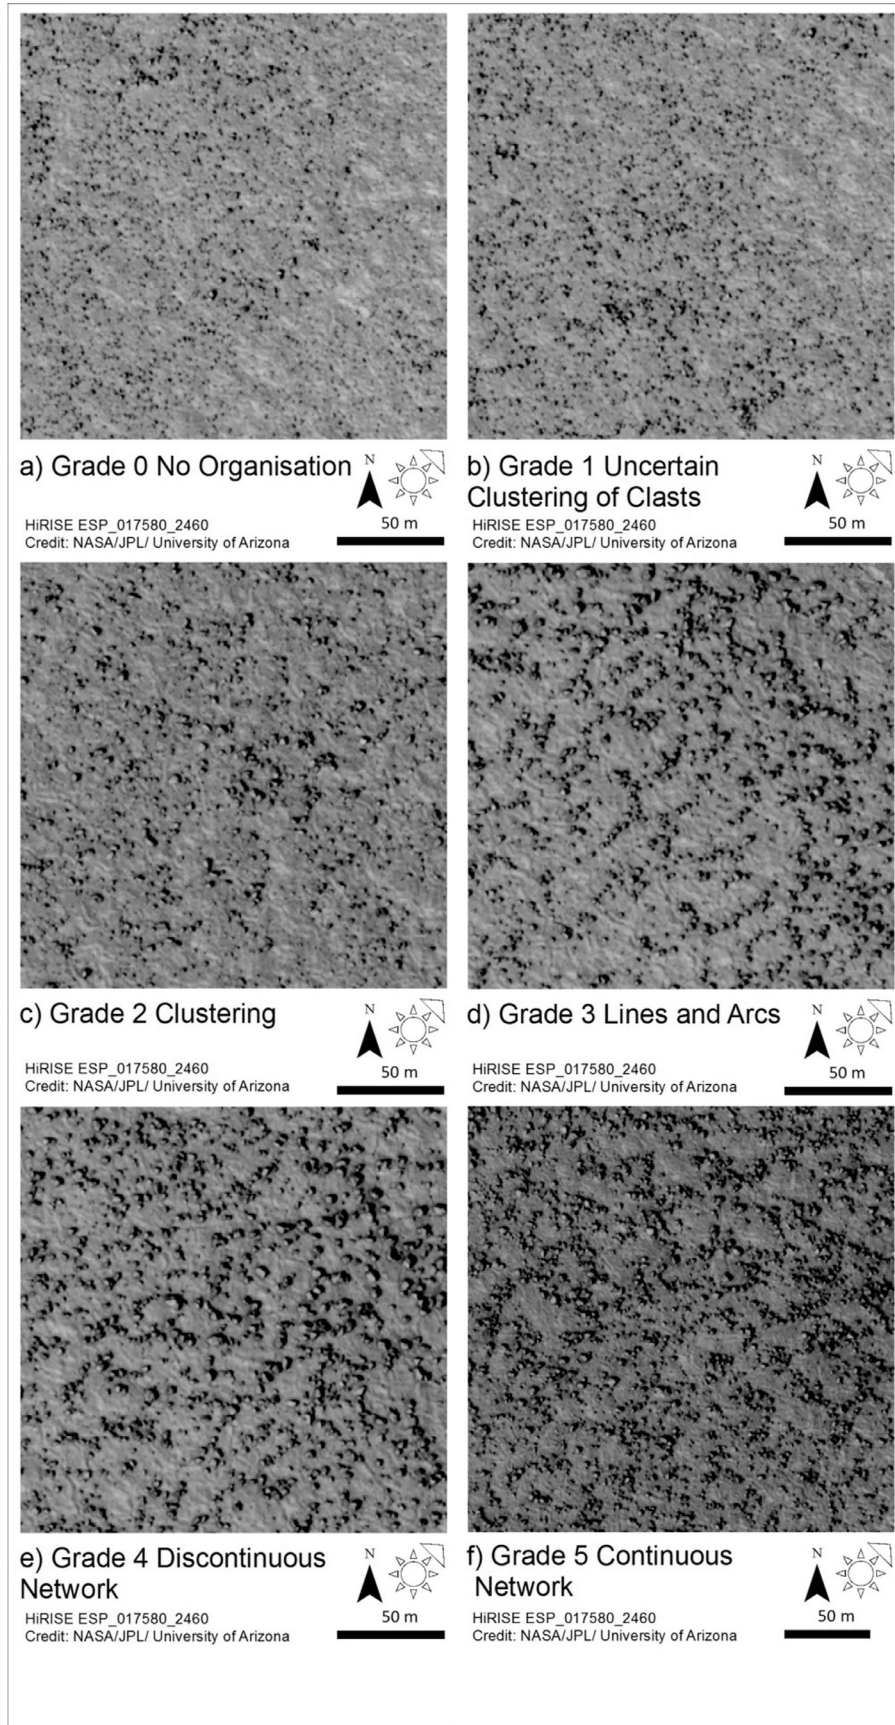 a) Grade 0 No Organisation
N
HiRISE ESP_017580_2460
Credit: NASA/JPL/ University of Arizona
50 m
b) Grade 1 Uncertain
Clustering of Clasts
N
HiRISE ESP_017580_2460
Credit: NASA/JPL/ University of Arizona
50 m
c) Grade 2 Clustering
N
HiRISE ESP_017580_2460
Credit: NASA/JPL/ University of Arizona
50 m
d) Grade 3 Lines and Arcs
N
HiRISE ESP_017580_2460
Credit: NASA/JPL/ University of Arizona
50 m
e) Grade 4 Discontinuous
Network
N
HiRISE ESP_017580_2460
Credit: NASA/JPL/ University of Arizona
50 m
f) Grade 5 Continuous
Network
N
HiRISE ESP_017580_2460
Credit: NASA/JPL/ University of Arizona
50 m